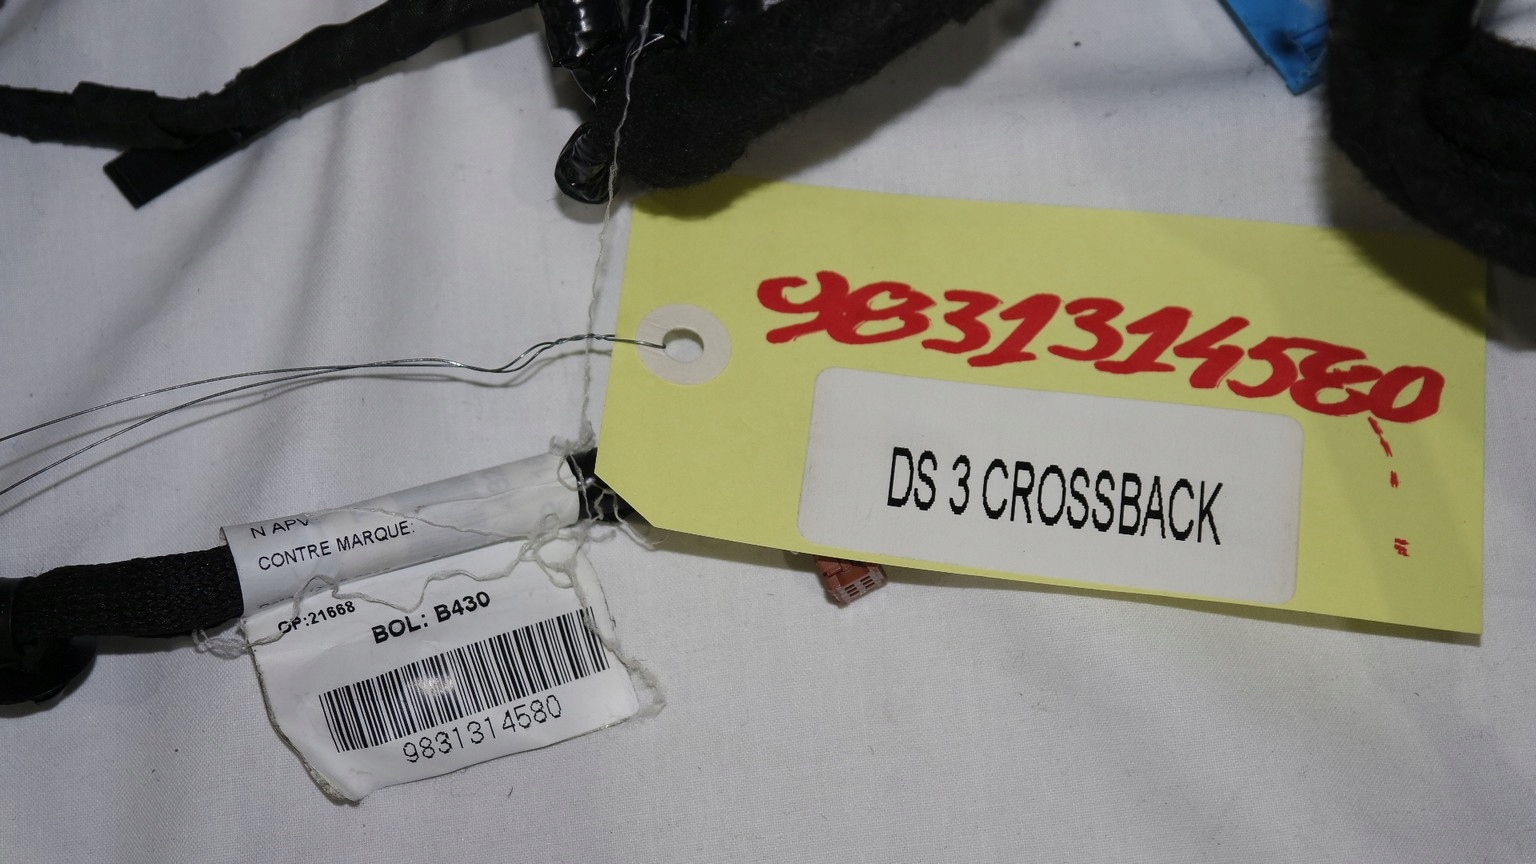 9831314580
DS 3 CROSSBACK
N APV
CONTRE MARQUE:
OP:21668
BOL: B430
9831314580